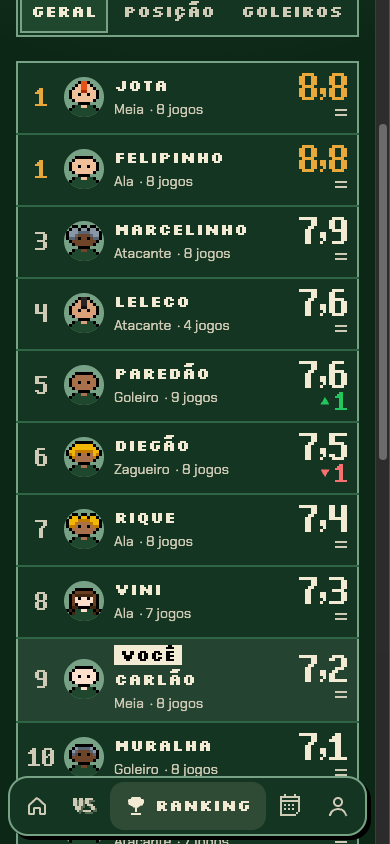 GERAL POSIÇÃO GOLEIROS
1 JOTA 8,8
Meia · 8 jogos =
1 FELIPINHO 8,8
Ala · 8 jogos =
3 MARCELINHO 7,9
Atacante · 8 jogos =
4 LELECO 7,6
Atacante · 4 jogos =
5 PAREDÃO 7,6
Goleiro · 9 jogos ▲1
6 DIEGÃO 7,5
Zagueiro · 8 jogos ▼1
7 RIQUE 7,4
Ala · 8 jogos =
8 VINI 7,3
Ala · 7 jogos =
VOCÊ
9 CARLÃO 7,2
Meia · 8 jogos =
10 MURALHA 7,1
Goleiro · 8 jogos =
VS RANKING